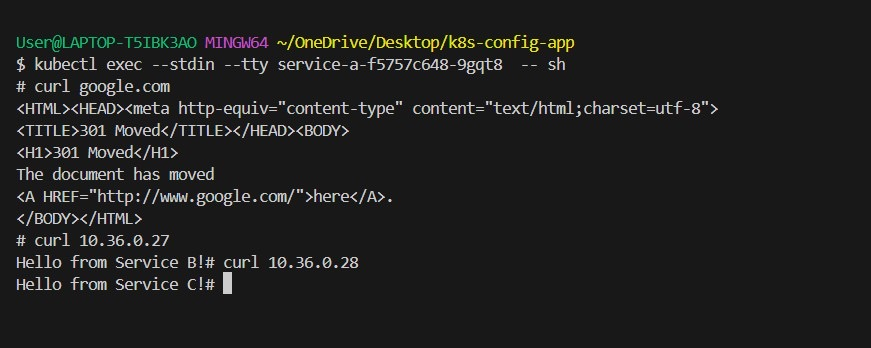 User@LAPTOP-T5IBK3AO MINGW64 ~/OneDrive/Desktop/k8s-config-app
$ kubectl exec --stdin --tty service-a-f5757c648-9gqt8  -- sh
# curl google.com
<HTML><HEAD><meta http-equiv="content-type" content="text/html;charset=utf-8">
<TITLE>301 Moved</TITLE></HEAD><BODY>
<H1>301 Moved</H1>
The document has moved
<A HREF="http://www.google.com/">here</A>.
</BODY></HTML>
# curl 10.36.0.27
Hello from Service B!# curl 10.36.0.28
Hello from Service C!#